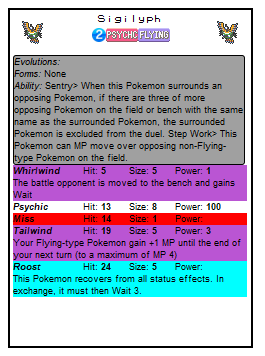 Sigilyph
2 PSYCHC FLYING
Evolutions:
Forms: None
Ability: Sentry> When this Pokemon surrounds an
opposing Pokemon, if there are three of more
opposing Pokemon on the field or bench with the same
name as the surrounded Pokemon, the surrounded
Pokemon is excluded from the duel. Step Work> This
Pokemon can MP move over opposing non-Flying-
type Pokemon on the field.
Whirlwind Hit: 5 Size: 5 Power: 1
The battle opponent is moved to the bench and gains
Wait
Psychic Hit: 13 Size: 8 Power: 100
Miss Hit: 14 Size: 1 Power:
Tailwind Hit: 19 Size: 5 Power: 3
Your Flying-type Pokemon gain +1 MP until the end of
your next turn (to a maximum of MP 4)
Roost Hit: 24 Size: 5 Power:
This Pokemon recovers from all status effects. In
exchange, it must then Wait 3.